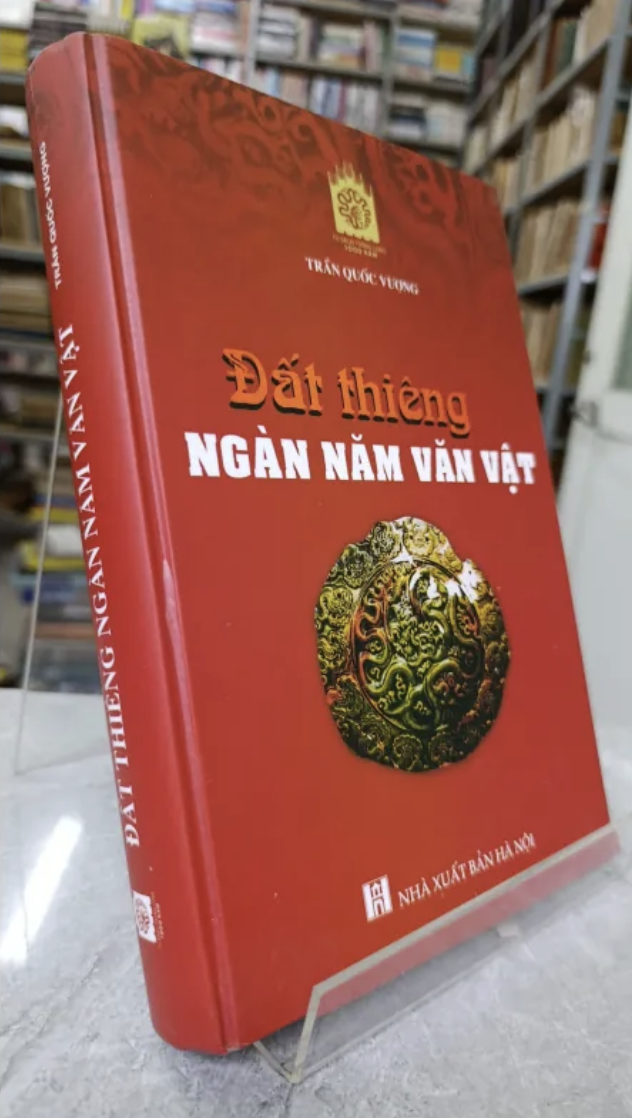 TRẦN QUỐC VƯỢNG
Đất thiêng
NGÀN NĂM VĂN VẬT
NHÀ XUẤT BẢN HÀ NỘI
TRẦN QUỐC VƯỢNG
ĐẤT THIÊNG NGÀN NĂM VĂN VẬT